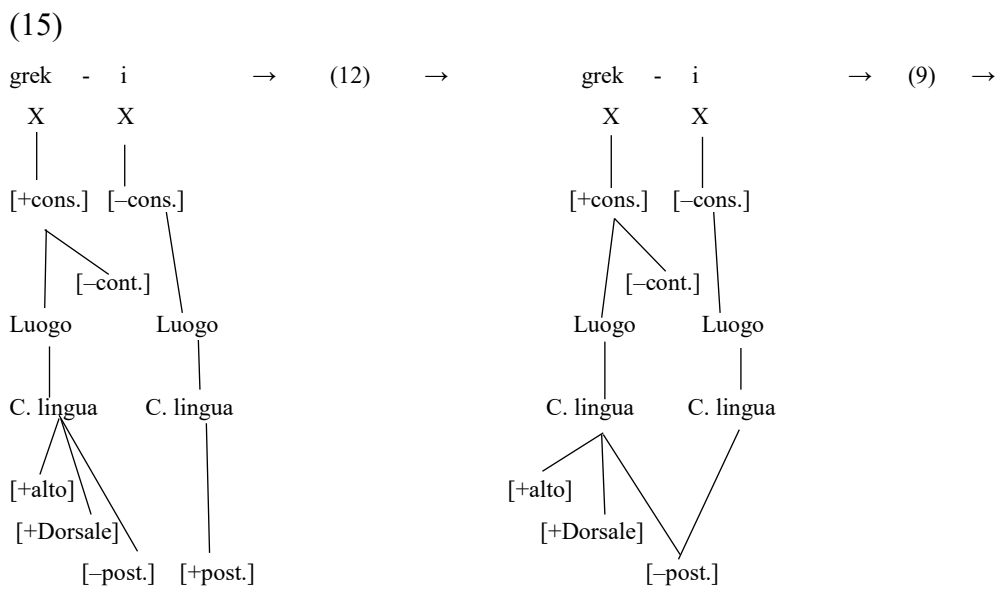 (15)
grek - i → (12) → grek - i → (9) →
X X X X
[+cons.] [–cons.] [+cons.] [–cons.]
[–cont.] [–cont.]
Luogo Luogo Luogo Luogo
C. lingua C. lingua C. lingua C. lingua
[+alto] [+alto]
[+Dorsale] [+Dorsale]
[–post.] [+post.] [–post.]